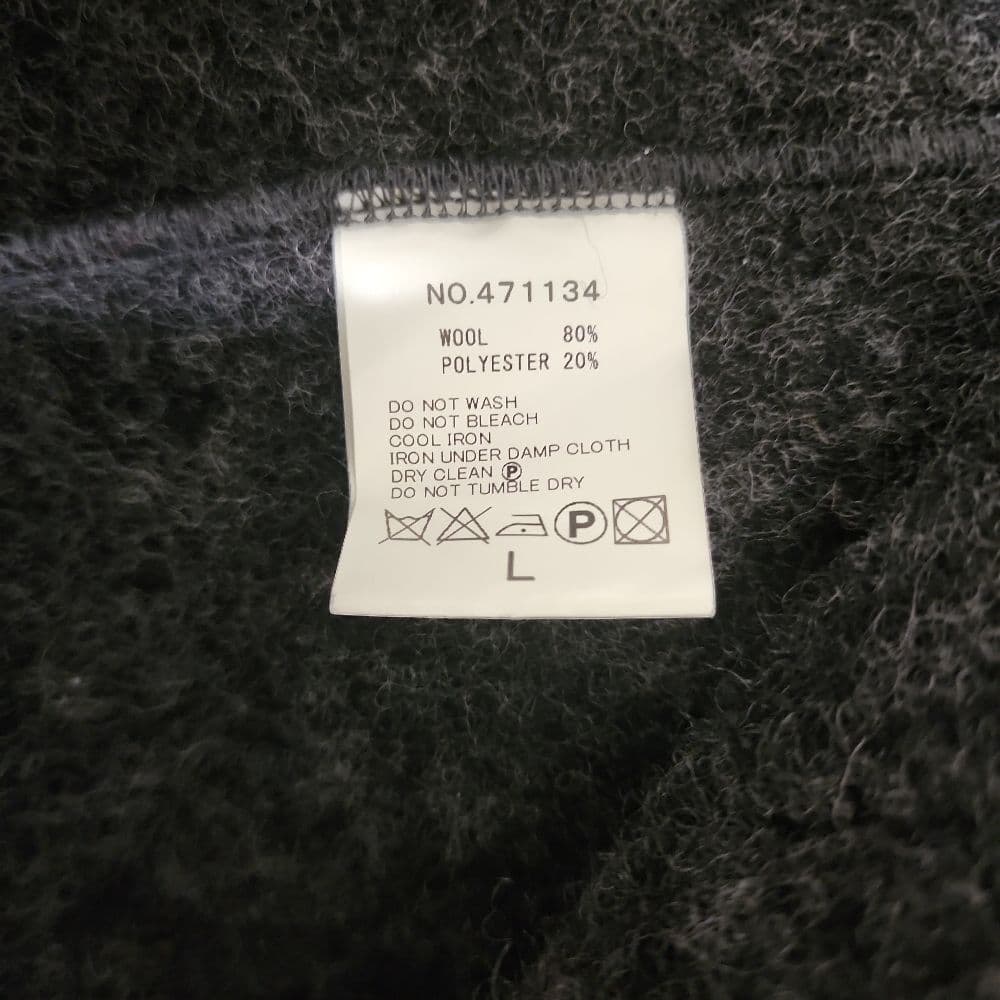 NO.471134
WOOL 80%
POLYESTER 20%
DO NOT WASH
DO NOT BLEACH
COOL IRON
IRON UNDER DAMP CLOTH
DRY CLEAN Ⓟ
DO NOT TUMBLE DRY
P
L